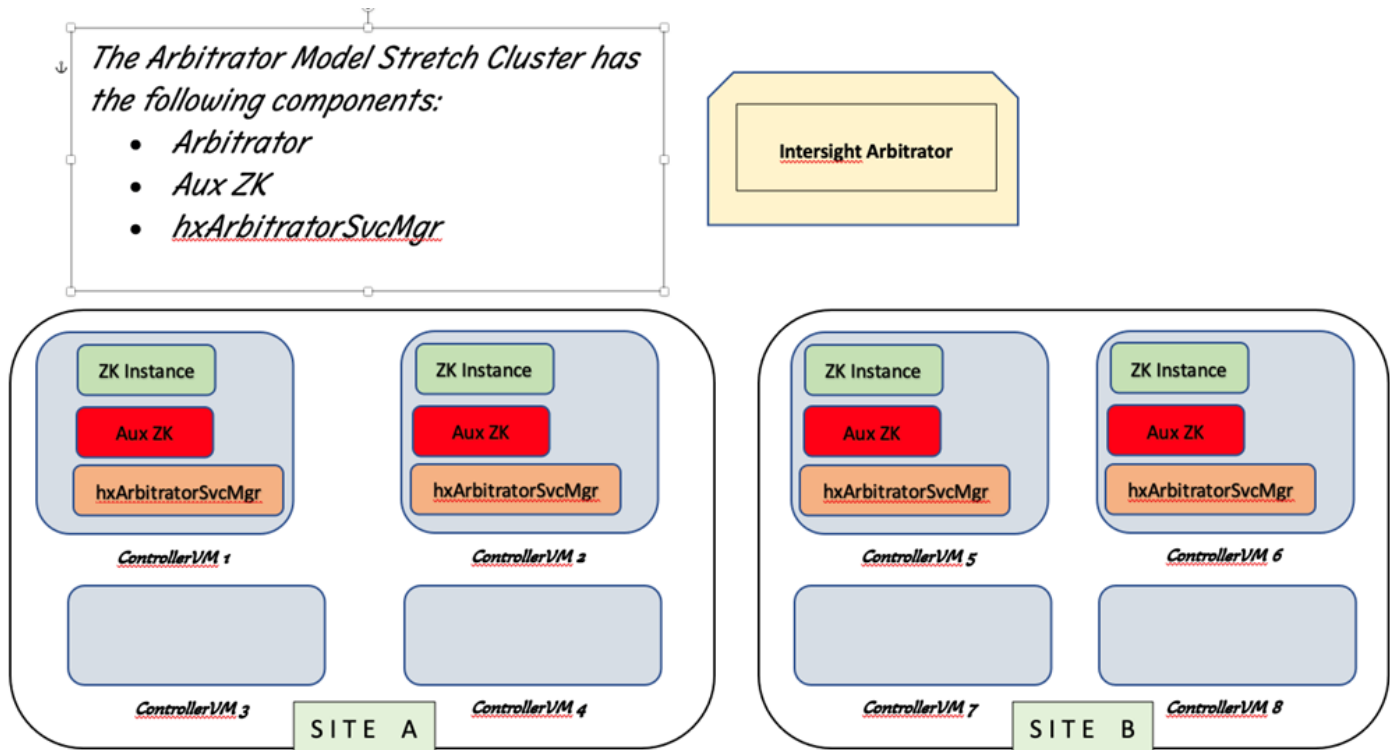 The Arbitrator Model Stretch Cluster has
the following components:
• Arbitrator
• Aux ZK
• hxArbitratorSvcMgr
Intersight Arbitrator
ZK Instance
Aux ZK
hxArbitratorSvcMgr
ControllerVM 1
ZK Instance
Aux ZK
hxArbitratorSvcMgr
ControllerVM 2
ControllerVM 3
ControllerVM 4
SITE A
ZK Instance
Aux ZK
hxArbitratorSvcMgr
ControllerVM 5
ZK Instance
Aux ZK
hxArbitratorSvcMgr
ControllerVM 6
ControllerVM 7
ControllerVM 8
SITE B